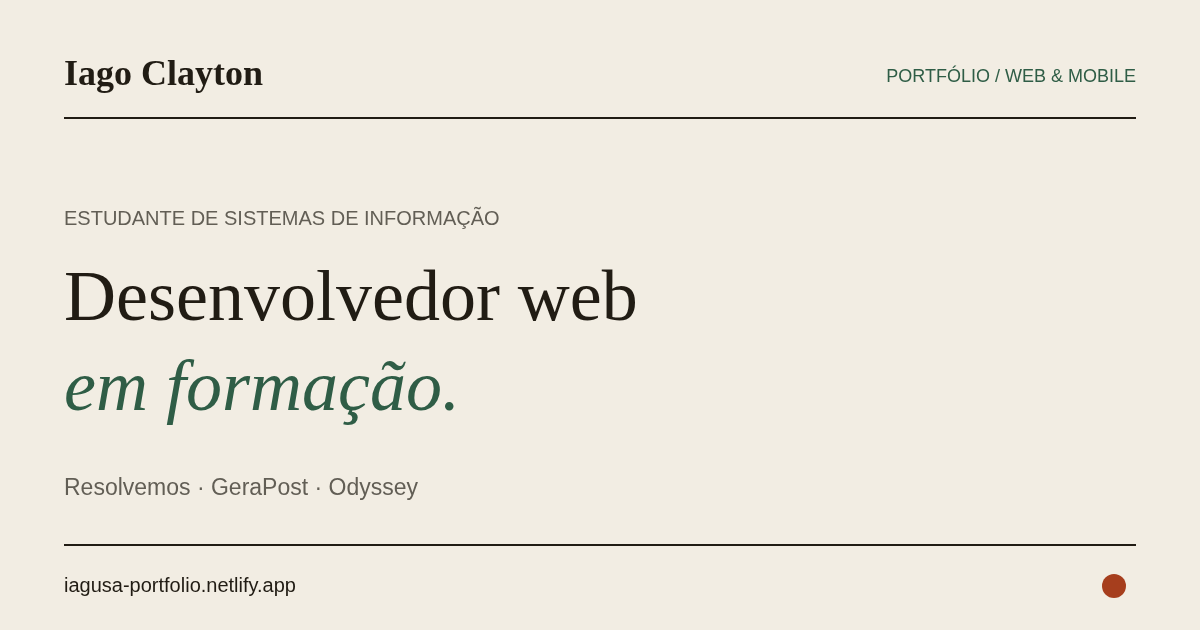 Iago Clayton
PORTFÓLIO / WEB & MOBILE
ESTUDANTE DE SISTEMAS DE INFORMAÇÃO
Desenvolvedor web
em formação.
Resolvemos · GeraPost · Odyssey
iagusa-portfolio.netlify.app